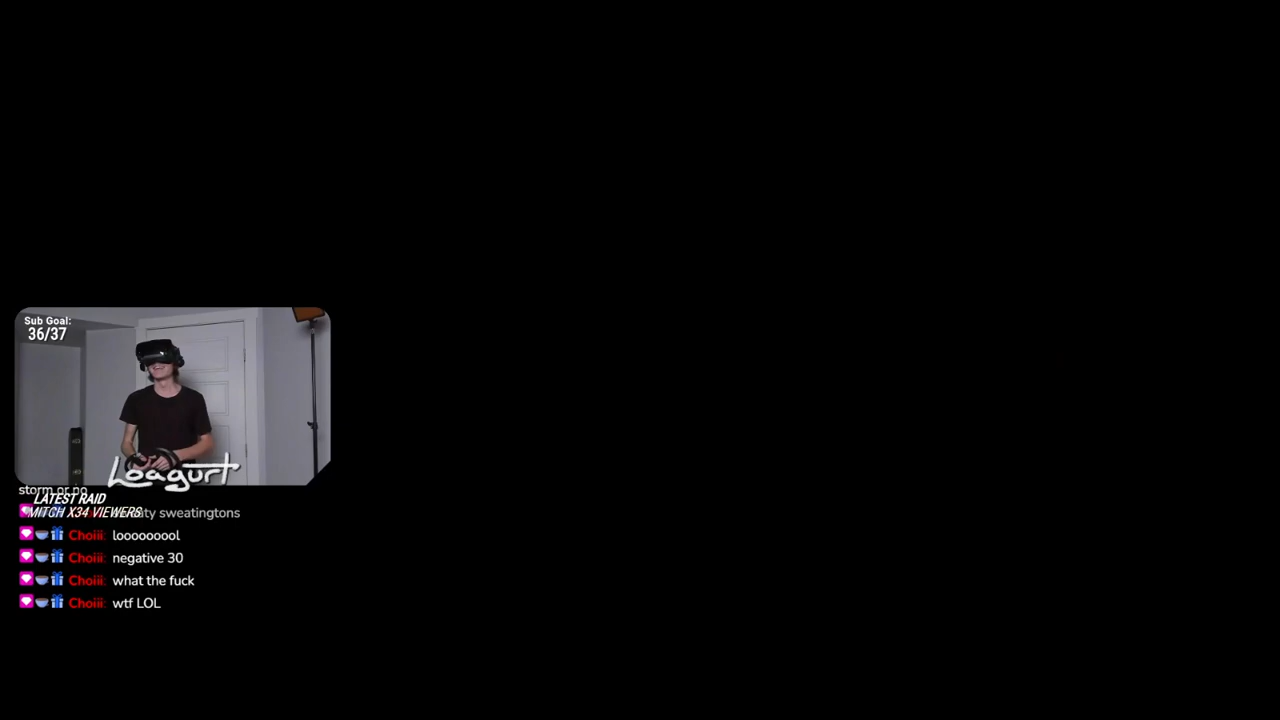 Sub Goal:
36/37
Loagurt
storm or no
LATEST RAID
MITCH X34 VIEWERS
sweatingtons
Choiii: looooooool
Choiii: negative 30
Choiii: what the fuck
Choiii: wtf LOL